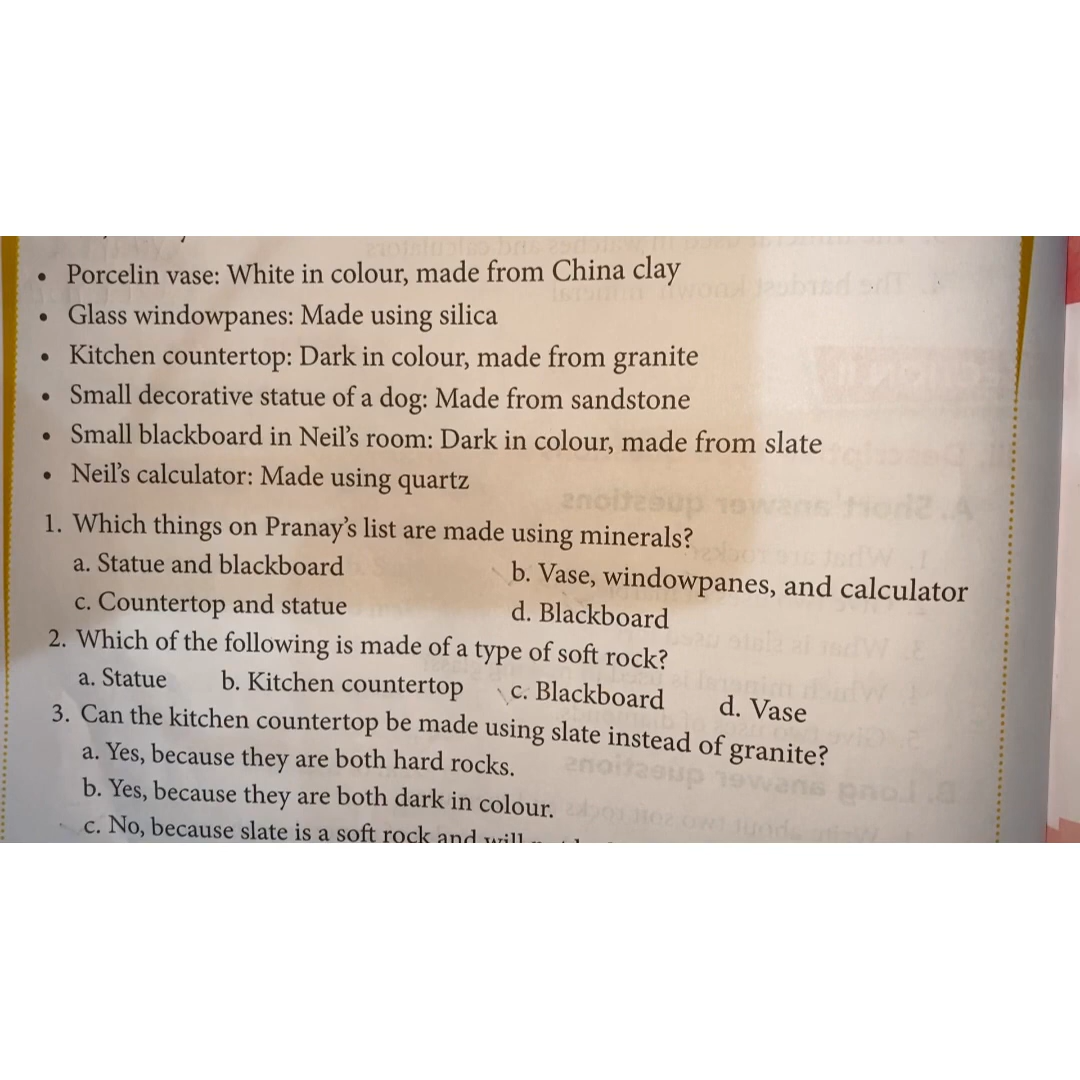 • Porcelin vase: White in colour, made from China clay
• Glass windowpanes: Made using silica
• Kitchen countertop: Dark in colour, made from granite
• Small decorative statue of a dog: Made from sandstone
• Small blackboard in Neil's room: Dark in colour, made from slate
• Neil's calculator: Made using quartz
1. Which things on Pranay's list are made using minerals?
a. Statue and blackboard b. Vase, windowpanes, and calculator
c. Countertop and statue d. Blackboard
2. Which of the following is made of a type of soft rock?
a. Statue b. Kitchen countertop c. Blackboard d. Vase
3. Can the kitchen countertop be made using slate instead of granite?
a. Yes, because they are both hard rocks.
b. Yes, because they are both dark in colour.
c. No, because slate is a soft rock and will